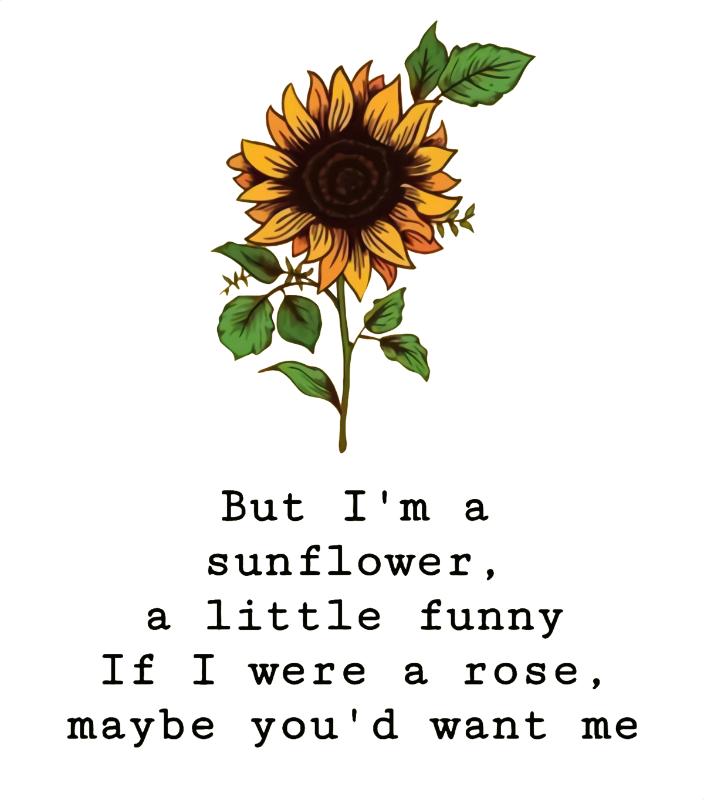 But I'm a
sunflower,
a little funny
If I were a rose,
maybe you'd want me